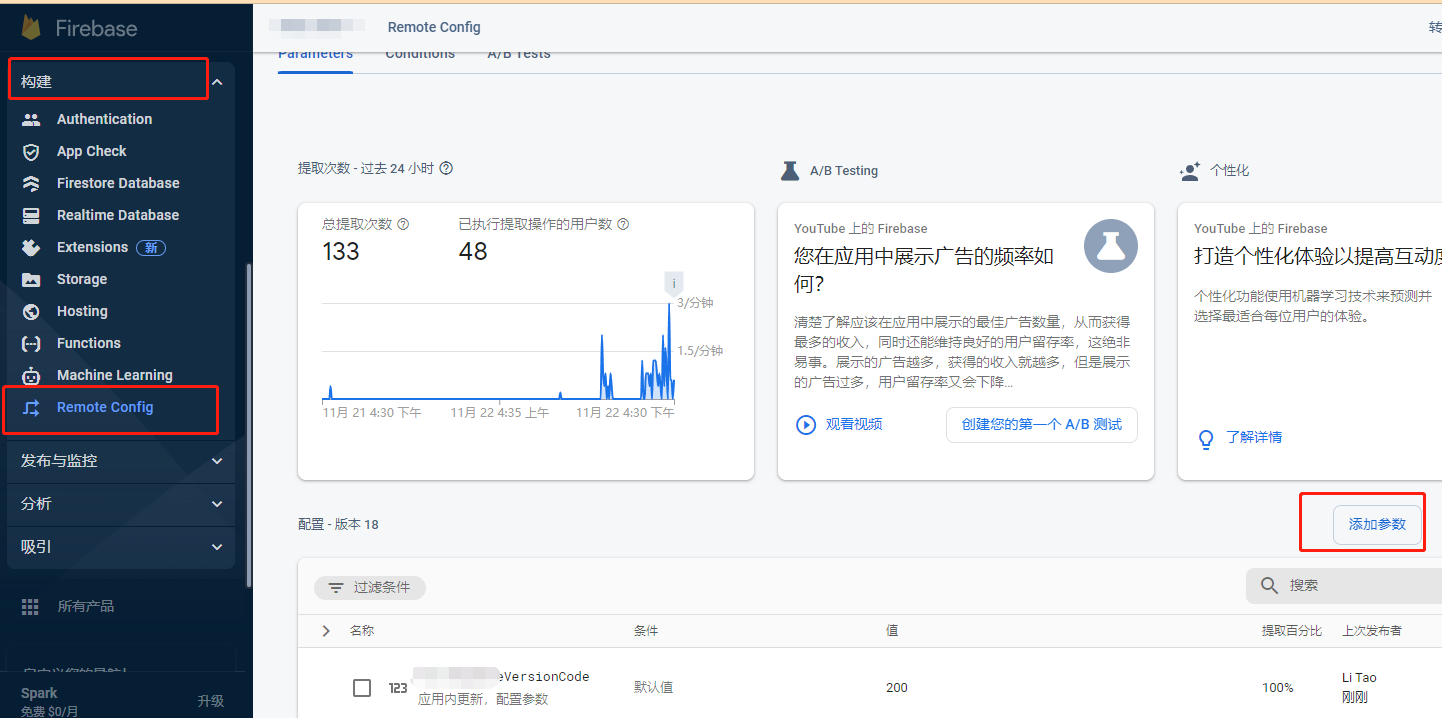 Firebase
构建
Authentication
App Check
Firestore Database
Realtime Database
Extensions 新
Storage
Hosting
Functions
Machine Learning
Remote Config
发布与监控
分析
吸引
所有产品
Spark
免费 $0/月
升级
Remote Config
转
Parameters Conditions A/B Tests
提取次数 - 过去 24 小时
总提取次数
133
已执行提取操作的用户数
48
3/分钟
1.5/分钟
11月 21 4:30 下午 11月 22 4:35 上午 11月 22 4:30 下午
A/B Testing
YouTube 上的 Firebase
您在应用中展示广告的频率如
何?
清楚了解应该在应用中展示的最佳广告数量，从而获得
最多的收入，同时还能维持良好的用户留存率，这绝非
易事。展示的广告越多，获得的收入就越多，但是展示
的广告过多，用户留存率又会下降...
观看视频
创建您的第一个 A/B 测试
个性化
YouTube 上的 Firebase
打造个性化体验以提高互动度
个性化功能使用机器学习技术来预测并
选择最适合每位用户的体验。
了解详情
配置 - 版本 18
添加参数
过滤条件
搜索
名称 条件 值 提取百分比 上次发布者
123 eVersionCode
应用内更新，配置参数
默认值
200
100%
Li Tao
刚刚